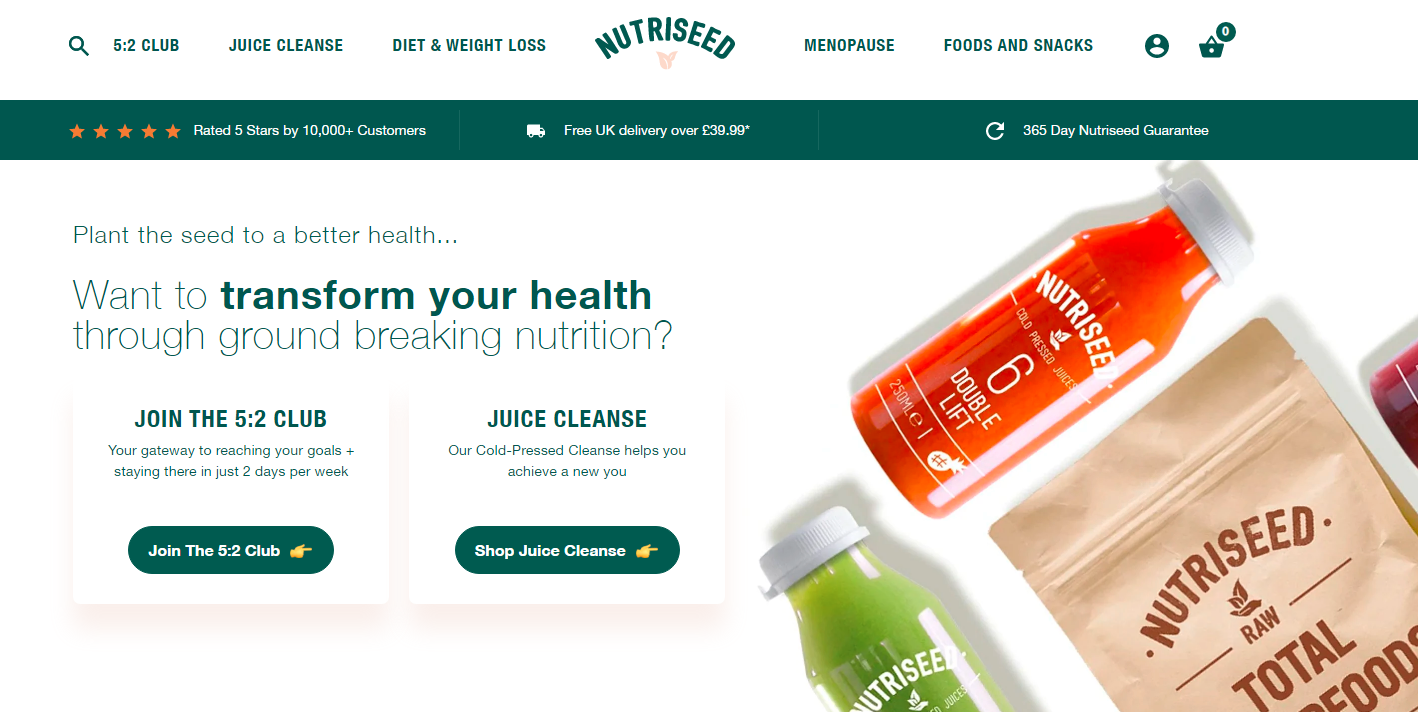 5:2 CLUB
JUICE CLEANSE
DIET & WEIGHT LOSS
NUTRISEED
MENOPAUSE
FOODS AND SNACKS
0
Rated 5 Stars by 10,000+ Customers
Free UK delivery over £39.99*
365 Day Nutriseed Guarantee
Plant the seed to a better health...
Want to transform your health
through ground breaking nutrition?
JOIN THE 5:2 CLUB
Your gateway to reaching your goals +
staying there in just 2 days per week
Join The 5:2 Club 👉
JUICE CLEANSE
Our Cold-Pressed Cleanse helps you
achieve a new you
Shop Juice Cleanse 👉
NUTRISEED
COLD PRESSED JUICES
6
DOUBLE
LIFT
250ML℮
NUTRISEED
JUICES
·NUTRISEED·
RAW
TOTAL